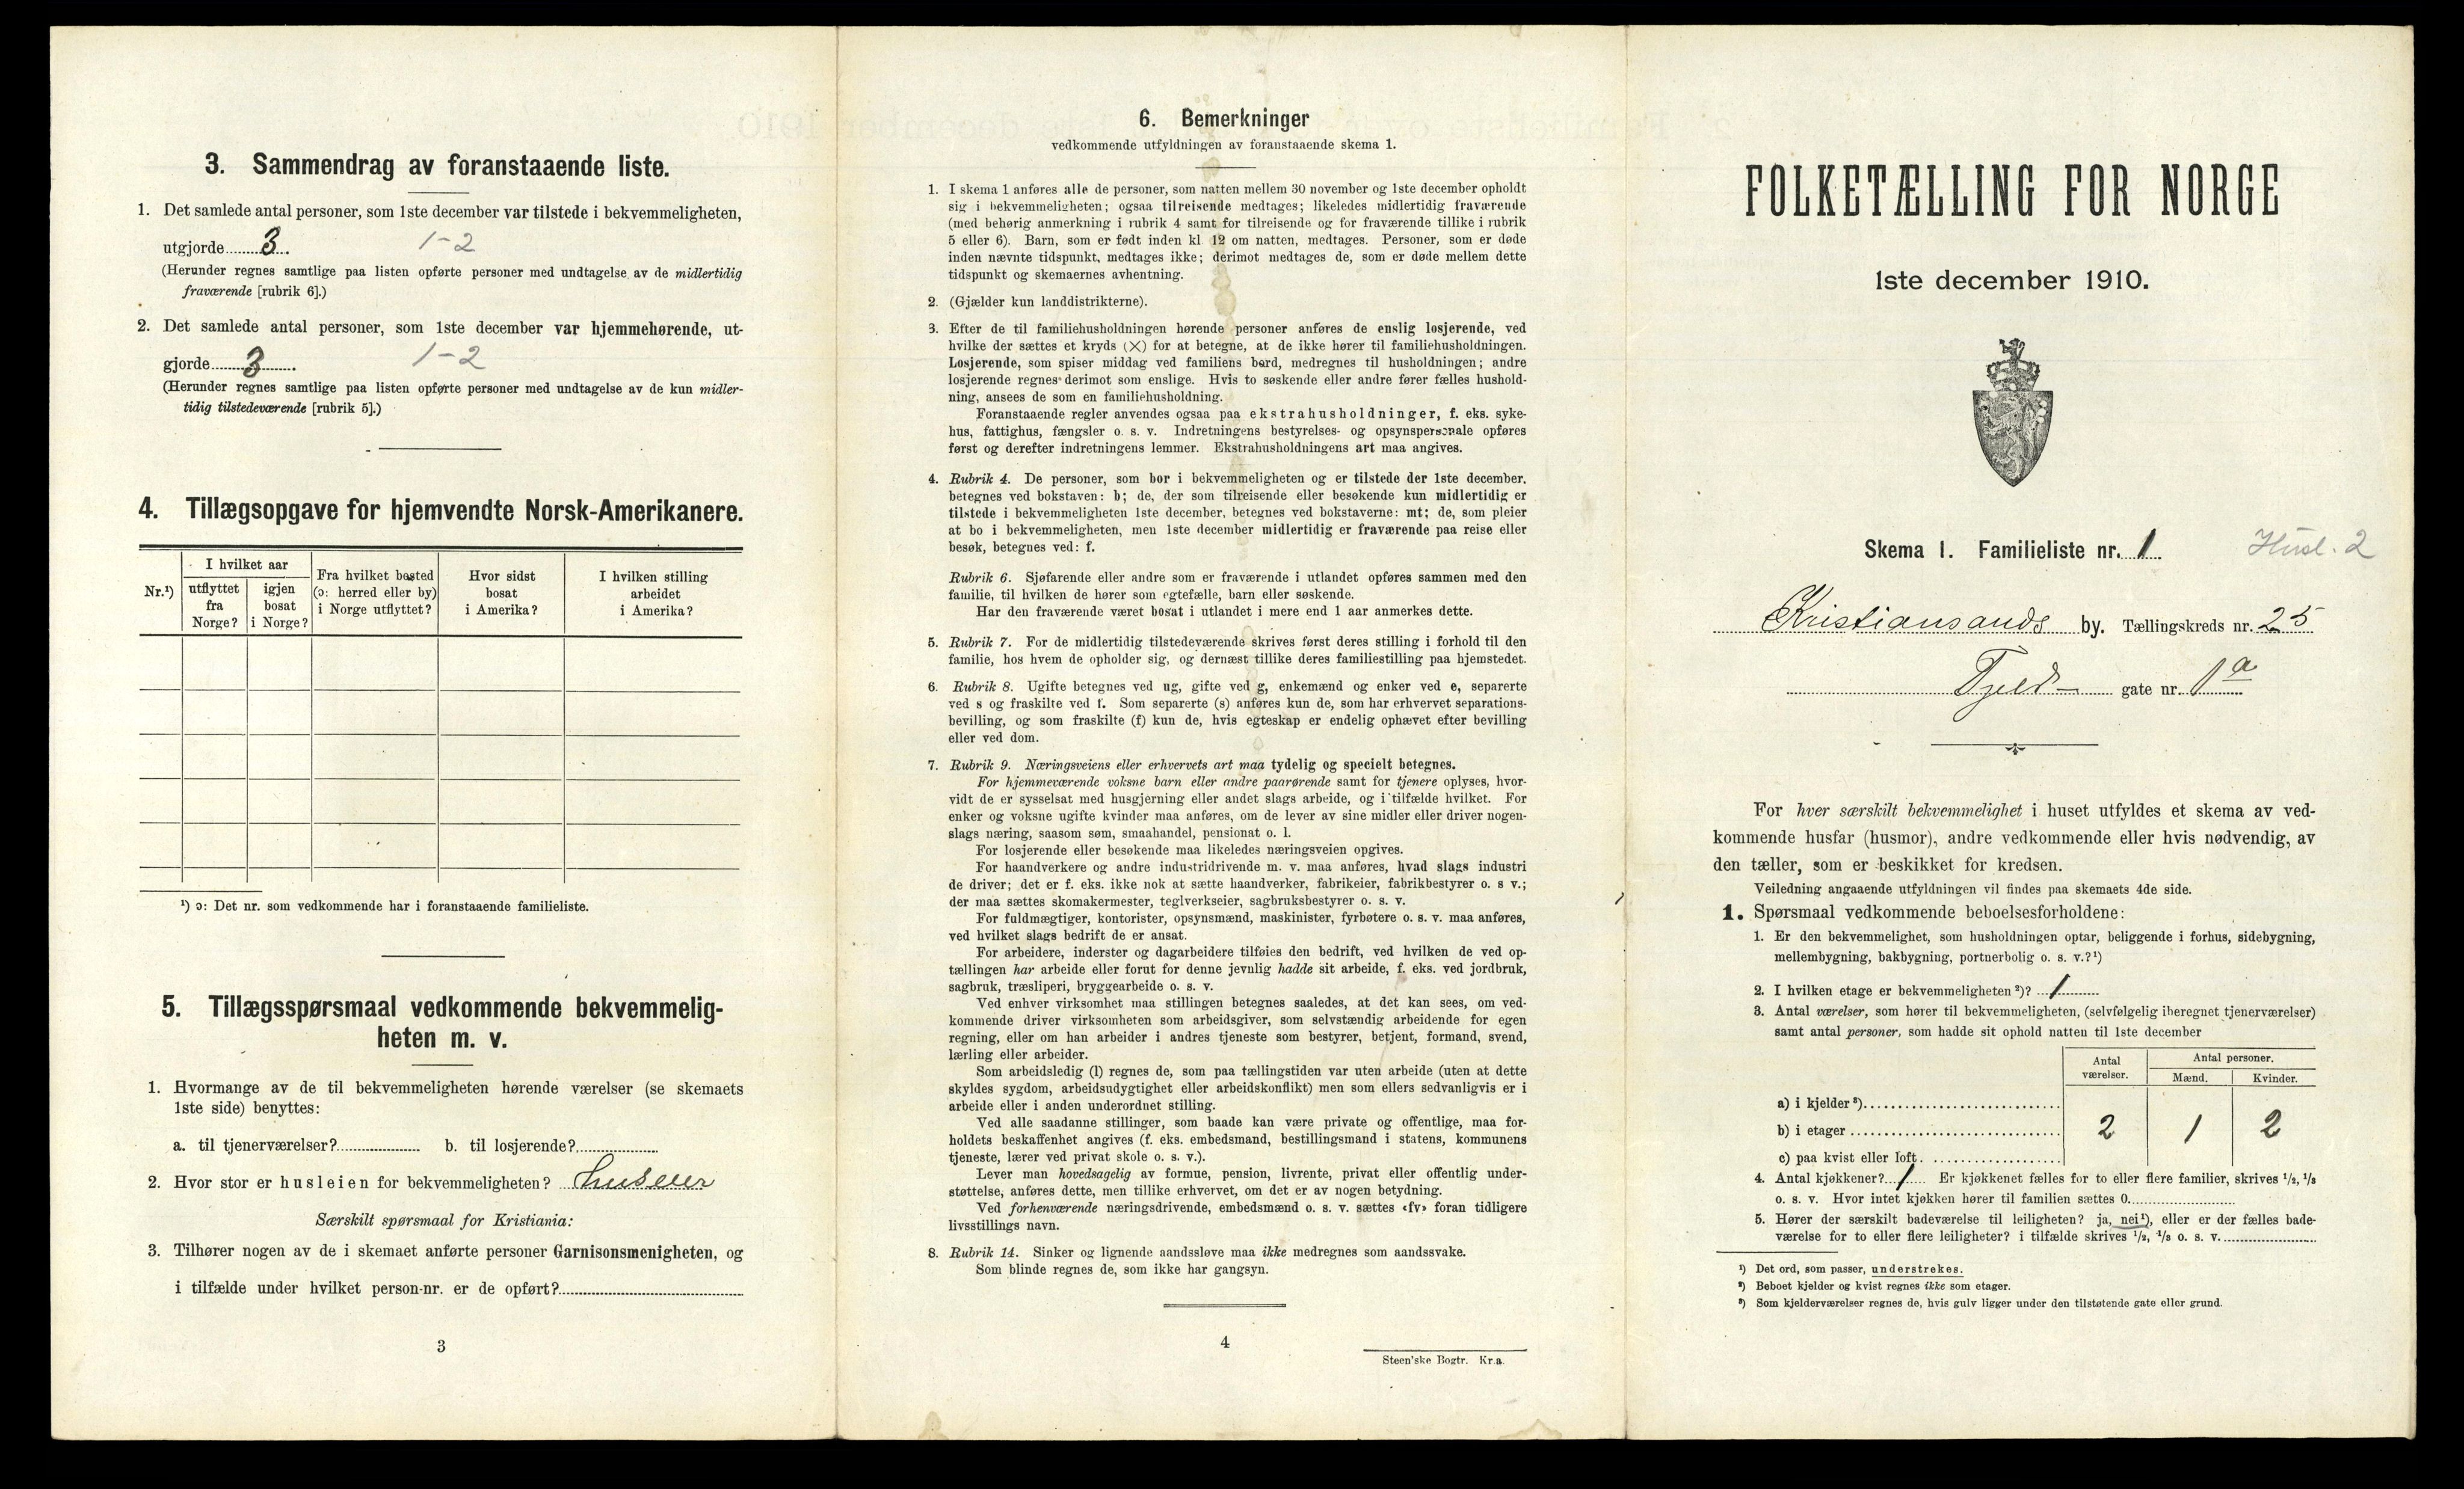 3. Sammendrag av foranstaaende liste.
1. Det samlede antal personer, som 1ste december var tilstede i bekvemmeligheten,
utgjorde 3. 1-2
(Herunder regnes samtlige paa listen opførte personer med undtagelse av de midlertidig
fraværende [rubrik 6].)
2. Det samlede antal personer, som 1ste december var hjemmehørende, ut-
gjorde 3. 1-2
(Herunder regnes samtlige paa listen opførte personer med undtagelse av de kun midler-
tidig tilstedeværende [rubrik 5].)
4. Tillægsopgave for hjemvendte Norsk-Amerikanere.
Nr.¹)
I hvilket aar
utflyttet
fra
Norge?
igjen
bosat
i Norge?
Fra hvilket bosted
(ɔ: herred eller by)
i Norge utflyttet?
Hvor sidst
bosat
i Amerika?
I hvilken stilling
arbeidet
i Amerika?
¹) ɔ: Det nr. som vedkommende har i foranstaaende familieliste.
5. Tillægsspørsmaal vedkommende bekvemmelig-
heten m. v.
1. Hvormange av de til bekvemmeligheten hørende værelser (se skemaets
1ste side) benyttes:
a. til tjenerværelser? b. til losjerende?
2. Hvor stor er husleien for bekvemmeligheten? huseier
Særskilt spørsmaal for Kristiania:
3. Tilhører nogen av de i skemaet anførte personer Garnisonsmenigheten, og
i tilfælde under hvilket person-nr. er de opført?
3
6. Bemerkninger
vedkommende utfyldningen av foranstaaende skema 1.
1. I skema 1 anføres alle de personer, som natten mellem 30 november og 1ste december opholdt
sig i bekvemmeligheten; ogsaa tilreisende medtages; likeledes midlertidig fraværende
(med behørig anmerkning i rubrik 4 samt for tilreisende og for fraværende tillike i rubrik
5 eller 6). Barn, som er født inden kl 12 om natten, medtages. Personer, som er døde
inden nævnte tidspunkt, medtages ikke; derimot medtages de, som er døde mellem dette
tidspunkt og skemaernes avhentning.
2. (Gjælder kun landdistrikterne).
3. Efter de til familiehusholdningen hørende personer anføres de enslig losjerende, ved
hvilke der sættes et kryds (X) for at betegne, at de ikke hører til familiehusholdningen.
Losjerende, som spiser middag ved familiens bord, medregnes til husholdningen; andre
losjerende regnes derimot som enslige. Hvis to søskende eller andre fører fælles hushold-
ning, ansees de som en familiehusholdning.
Foranstaaende regler anvendes ogsaa paa ekstrahusholdninger, f. eks. syke-
hus, fattighus, fængsler o. s. v. Indretningens bestyrelses- og opsynspersonale opføres
først og derefter indretningens lemmer. Ekstrahusholdningens art maa angives.
4. Rubrik 4. De personer, som bor i bekvemmeligheten og er tilstede der 1ste december,
betegnes ved bokstaven: b; de, der som tilreisende eller besøkende kun midlertidig er
tilstede i bekvemmeligheten 1ste december, betegnes ved bokstaverne: mt; de, som pleier
at bo i bekvemmeligheten, men 1ste december midlertidig er fraværende paa reise eller
besøk, betegnes ved: f.
Rubrik 6. Sjøfarende eller andre som er fraværende i utlandet opføres sammen med den
familie, til hvilken de hører som egtefælle, barn eller søskende.
Har den fraværende været bosat i utlandet i mere end 1 aar anmerkes dette.
5. Rubrik 7. For de midlertidig tilstedeværende skrives først deres stilling i forhold til den
familie, hos hvem de opholder sig, og dernæst tillike deres familiestilling paa hjemstedet.
6. Rubrik 8. Ugifte betegnes ved ug, gifte ved g, enkemænd og enker ved e, separerte
ved s og fraskilte ved f. Som separerte (s) anføres kun de, som har erhvervet separations-
bevilling, og som fraskilte (f) kun de, hvis egteskap er endelig ophævet efter bevilling
eller ved dom.
7. Rubrik 9. Næringsveiens eller erhvervets art maa tydelig og specielt betegnes.
For hjemmeværende voksne barn eller andre paarørende samt for tjenere oplyses, hvor-
vidt de er sysselsat med husgjerning eller andet slags arbeide, og i tilfælde hvilket. For
enker og voksne ugifte kvinder maa anføres, om de lever av sine midler eller driver nogen-
slags næring, saasom søm, smaahandel, pensionat o. l.
For losjerende eller besøkende maa likeledes næringsveien opgives.
For haandverkere og andre industridrivende m. v. maa anføres, hvad slags industri
de driver; det er f. eks. ikke nok at sætte haandverker, fabrikeier, fabrikbestyrer o. s v.;
der maa sættes skomakermester, teglverkseier, sagbruksbestyrer o. s. v.
For fuldmægtiger, kontorister, opsynsmænd, maskinister, fyrbøtere o. s. v. maa anføres,
ved hvilket slags bedrift de er ansat.
For arbeidere, inderster og dagarbeidere tilføies den bedrift, ved hvilken de ved op-
tællingen har arbeide eller forut for denne jevnlig hadde sit arbeide, f. eks. ved jordbruk,
sagbruk, træsliperi, bryggearbeide o. s. v.
Ved enhver virksomhet maa stillingen betegnes saaledes, at det kan sees, om ved-
kommende driver virksomheten som arbeidsgiver, som selvstændig arbeidende for egen
regning, eller om han arbeider i andres tjeneste som bestyrer, betjent, formand, svend,
lærling eller arbeider.
Som arbeidsledig (l) regnes de, som paa tællingstiden var uten arbeide (uten at dette
skyldes sygdom, arbeidsudygtighet eller arbeidskonflikt) men som ellers sedvanligvis er i
arbeide eller i anden underordnet stilling.
Ved alle saadanne stillinger, som baade kan være private og offentlige, maa for-
holdets beskaffenhet angives (f. eks. embedsmand, bestillingsmand i statens, kommunens
tjeneste, lærer ved privat skole o. s. v.).
Lever man hovedsagelig av formue, pension, livrente, privat eller offentlig under-
støttelse, anføres dette, men tillike erhvervet, om det er av nogen betydning.
Ved forhenværende næringsdrivende, embedsmænd o. s. v. sættes «fv» foran tidligere
livsstillings navn.
8. Rubrik 14. Sinker og lignende aandssløve maa ikke medregnes som aandssvake.
Som blinde regnes de, som ikke har gangsyn.
4
Steen'ske Bogtr. Kr.a.
FOLKETÆLLING FOR NORGE
1ste december 1910.
Skema 1. Familieliste nr. 1. Husl. 2
Kristiansands by. Tællingskreds nr. 25
gate nr. 1a
For hver særskilt bekvemmelighet i huset utfyldes et skema av ved-
kommende husfar (husmor), andre vedkommende eller hvis nødvendig, av
den tæller, som er beskikket for kredsen.
Veiledning angaaende utfyldningen vil findes paa skemaets 4de side.
1. Spørsmaal vedkommende beboelsesforholdene:
1. Er den bekvemmelighet, som husholdningen optar, beliggende i forhus, sidebygning,
mellembygning, bakbygning, portnerbolig o. s. v.?¹)
2. I hvilken etage er bekvemmeligheten²)? 1
3. Antal værelser, som hører til bekvemmeligheten, (selvfølgelig iberegnet tjenerværelser)
samt antal personer, som hadde sit ophold natten til 1ste december
Antal
værelser.
Antal personer.
Mænd. Kvinder.
a) i kjelder³)
b) i etager 2 1 2
c) paa kvist eller loft
4. Antal kjøkkener? 1 Er kjøkkenet fælles for to eller flere familier, skrives ¹/₂, ¹/₃
o. s. v. Hvor intet kjøkken hører til familien sættes 0.
5. Hører der særskilt badeværelse til leiligheten? ja, nei¹), eller er der fælles bade-
værelse for to eller flere leiligheter? i tilfælde skrives ¹/₂, ¹/₃ o. s. v.
¹) Det ord, som passer, understrekes.
²) Beboet kjelder og kvist regnes ikke som etager.
³) Som kjelderværelser regnes de, hvis gulv ligger under den tilstøtende gate eller grund.